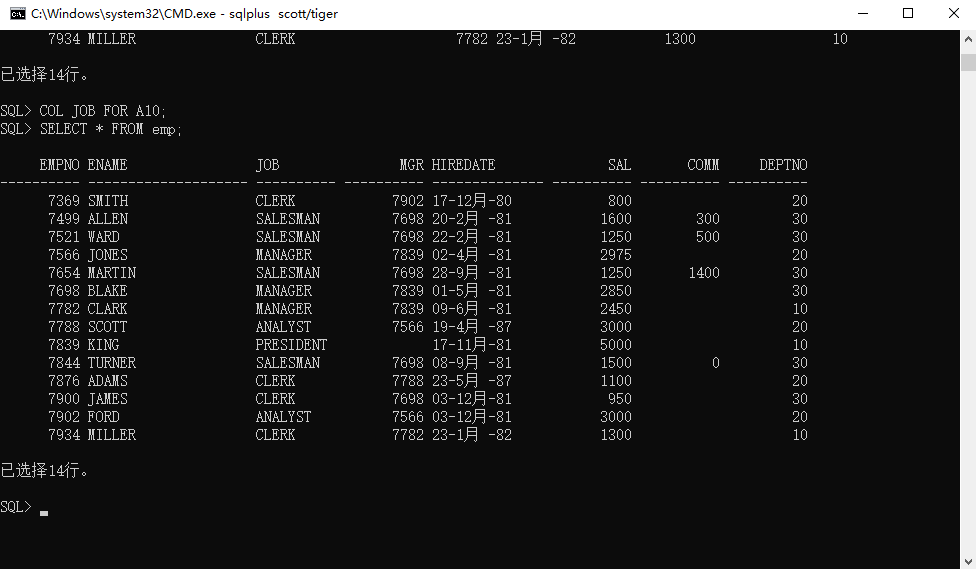 C:\Windows\system32\CMD.exe - sqlplus  scott/tiger
      7934 MILLER               CLERK                    7782 23-1月 -82           1300                 10
已选择14行。
SQL> COL JOB FOR A10;
SQL> SELECT * FROM emp;
     EMPNO ENAME                JOB               MGR HIREDATE              SAL       COMM     DEPTNO
---------- -------------------- ---------- ---------- -------------- ---------- ---------- ----------
      7369 SMITH                CLERK            7902 17-12月-80            800                    20
      7499 ALLEN                SALESMAN         7698 20-2月 -81           1600        300         30
      7521 WARD                 SALESMAN         7698 22-2月 -81           1250        500         30
      7566 JONES                MANAGER          7839 02-4月 -81           2975                    20
      7654 MARTIN               SALESMAN         7698 28-9月 -81           1250       1400         30
      7698 BLAKE                MANAGER          7839 01-5月 -81           2850                    30
      7782 CLARK                MANAGER          7839 09-6月 -81           2450                    10
      7788 SCOTT                ANALYST          7566 19-4月 -87           3000                    20
      7839 KING                 PRESIDENT             17-11月-81           5000                    10
      7844 TURNER               SALESMAN         7698 08-9月 -81           1500          0         30
      7876 ADAMS                CLERK            7788 23-5月 -87           1100                    20
      7900 JAMES                CLERK            7698 03-12月-81            950                    30
      7902 FORD                 ANALYST          7566 03-12月-81           3000                    20
      7934 MILLER               CLERK            7782 23-1月 -82           1300                    10
已选择14行。
SQL>